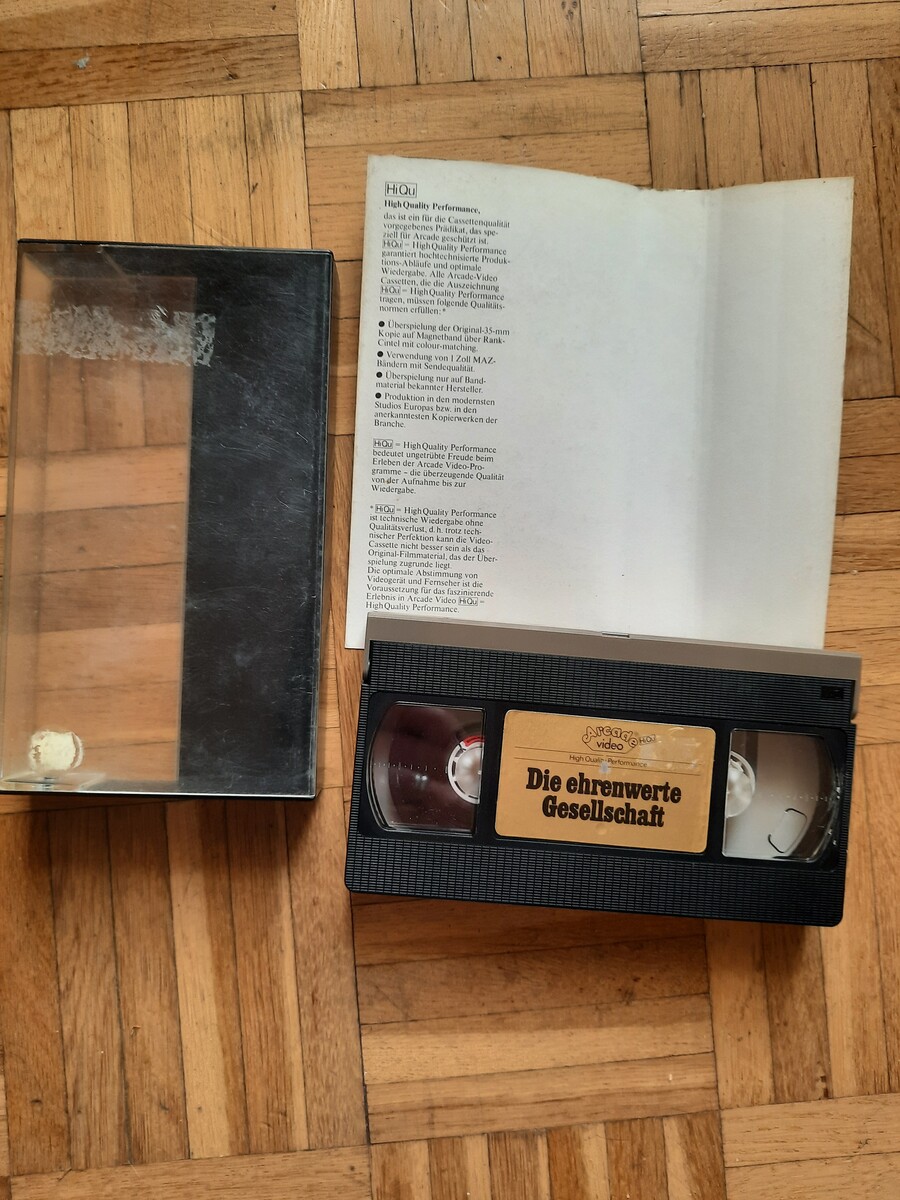 HiQu
High Quality Performance,
das ist ein für die Cassettenqualität
vorgegebenes Prädikat, das spe-
ziell für Arcade geschützt ist.
HiQu = High Quality Performance
garantiert hochtechnisierte Produk-
tions-Abläufe und optimale
Wiedergabe. Alle Arcade-Video
Cassetten, die die Auszeichnung
HiQu = High Quality Performance
tragen, müssen folgende Qualitäts-
normen erfüllen:*
● Überspielung der Original-35-mm
Kopie auf Magnetband über Rank-
Cintel mit colour-matching.
● Verwendung von 1 Zoll MAZ-
Bändern mit Sendequalität.
● Überspielung nur auf Band-
material bekannter Hersteller.
● Produktion in den modernsten
Studios Europas bzw. in den
anerkanntesten Kopierwerken der
Branche.
HiQu = High Quality Performance
bedeutet ungetrübte Freude beim
Erleben der Arcade Video-Pro-
gramme – die überzeugende Qualität
von der Aufnahme bis zur
Wiedergabe.
* HiQu = High Quality Performance
ist technische Wiedergabe ohne
Qualitätsverlust, d. h. trotz tech-
nischer Perfektion kann die Video-
Cassette nicht besser sein als das
Original-Filmmaterial, das der Über-
spielung zugrunde liegt.
Die optimale Abstimmung von
Videogerät und Fernseher ist die
Voraussetzung für das faszinierende
Erlebnis in Arcade Video HiQu =
High Quality Performance.
Arcade HiQu
video
High Quality Performance
Die ehrenwerte
Gesellschaft